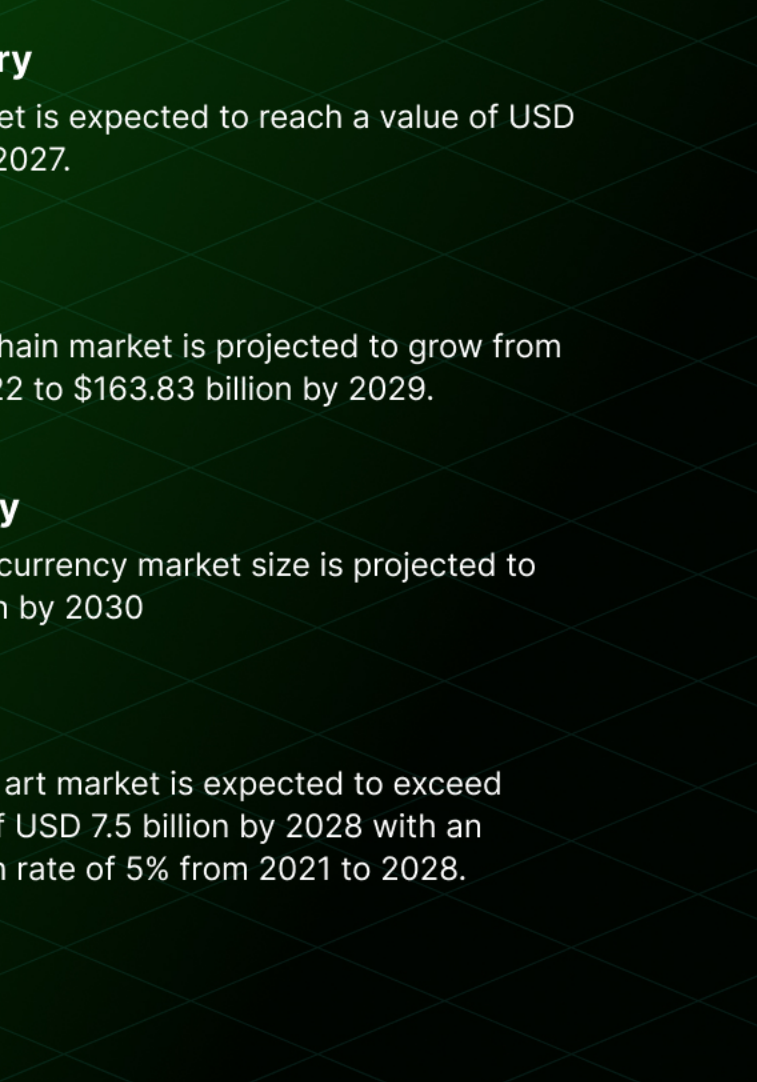 ry
et is expected to reach a value of USD
2027.
hain market is projected to grow from
22 to $163.83 billion by 2029.
y
currency market size is projected to
n by 2030
art market is expected to exceed
f USD 7.5 billion by 2028 with an
n rate of 5% from 2021 to 2028.